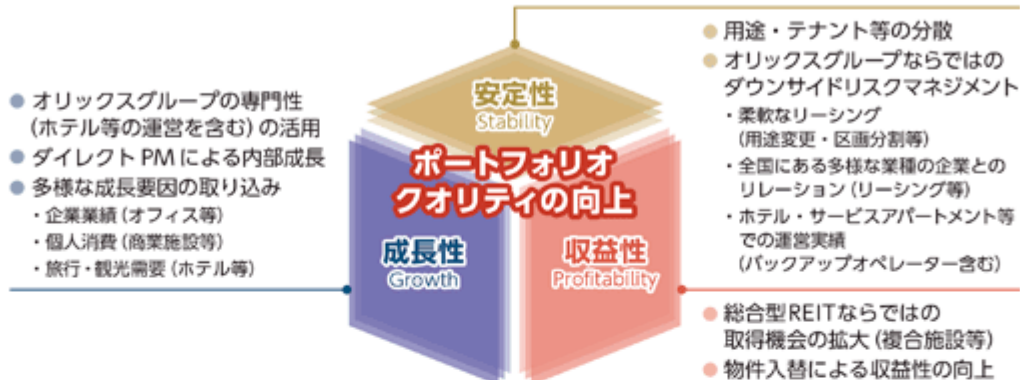 ● 用途・テナント等の分散
● オリックスグループならではの
ダウンサイドリスクマネジメント
・柔軟なリーシング
(用途変更・区画分割等)
・全国にある多様な業種の企業との
リレーション(リーシング等)
・ホテル・サービスアパートメント等
での運営実績
(バックアップオペレーター含む)
安定性
Stability
● オリックスグループの専門性
(ホテル等の運営を含む)の活用
● ダイレクトPMによる内部成長
● 多様な成長要因の取り込み
・企業業績(オフィス等)
・個人消費(商業施設等)
・旅行・観光需要(ホテル等)
ポートフォリオ
クオリティの向上
成長性
Growth
収益性
Profitability
● 総合型REITならではの
取得機会の拡大(複合施設等)
● 物件入替による収益性の向上